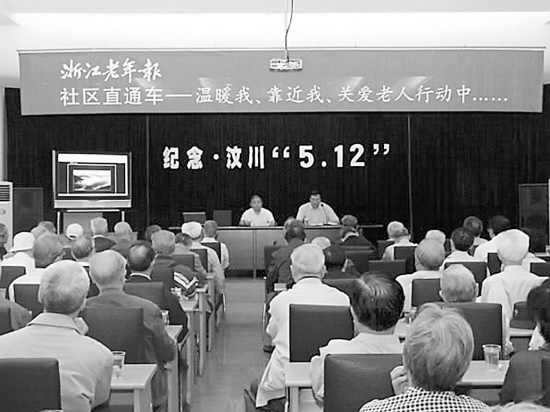 浙江老年报
社区直通车——温暖我、靠近我、关爱老人行动中……
纪念·汶川“5.12”